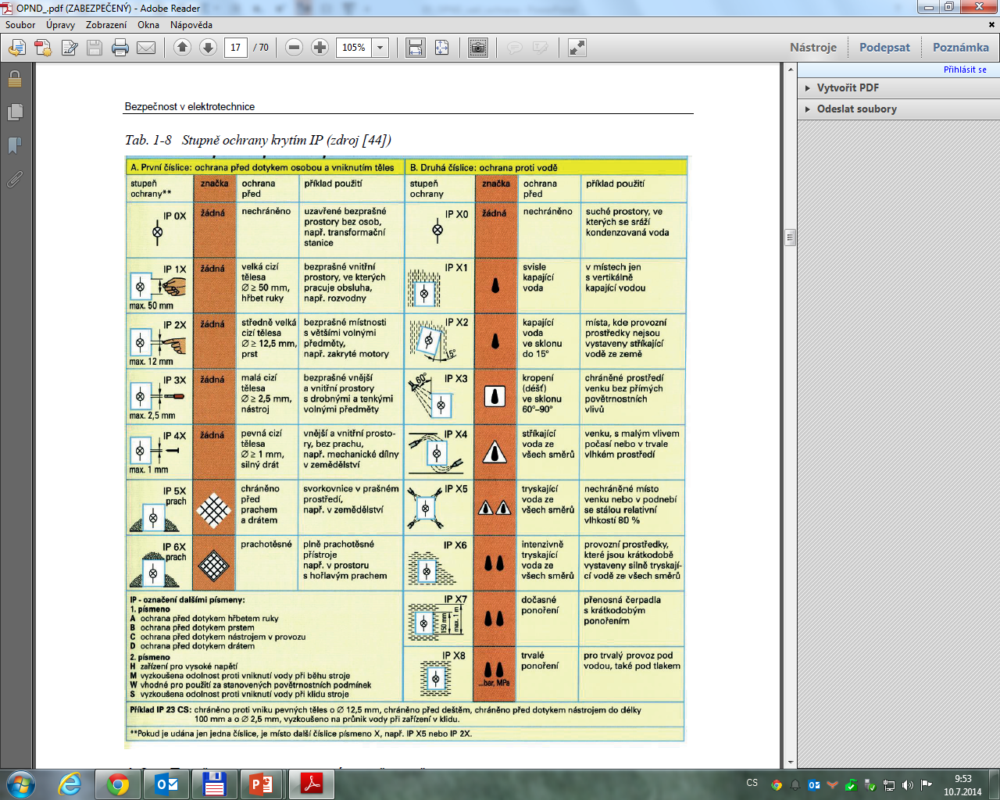 OPND_.pdf (ZABEZPEČENÝ) - Adobe Reader
Soubor Úpravy Zobrazení Okna Nápověda
17 / 70 105% Nástroje Podepsat Poznámka
Přihlásit se
Vytvořit PDF
Odeslat soubory
Bezpečnost v elektrotechnice
Tab. 1-8 Stupně ochrany krytím IP (zdroj [44])
A. První číslice: ochrana před dotykem osobou a vniknutím těles
stupeň ochrany** značka ochrana před příklad použití
IP 0X žádná nechráněno uzavřené bezprašné
prostory bez osob,
např. transformační
stanice
IP 1X žádná velká cizí
tělesa
∅ ≥ 50 mm,
hřbet ruky
bezprašné vnitřní
prostory, ve kterých
pracuje obsluha,
např. rozvodny
max. 50 mm
IP 2X žádná středně velká
cizí tělesa
∅ ≥ 12,5 mm,
prst
bezprašné místnosti
s většími volnými
předměty,
např. zakryté motory
max. 12 mm
IP 3X žádná malá cizí
tělesa
∅ ≥ 2,5 mm,
nástroj
bezprašné vnější
a vnitřní prostory
s drobnými a tenkými
volnými předměty
max. 2,5 mm
IP 4X žádná pevná cizí
tělesa
∅ ≥ 1 mm,
silný drát
vnější a vnitřní prosto-
ry, bez prachu,
např. mechanické dílny
v zemědělství
max. 1 mm
IP 5X
prach
chráněno
před
prachem
a drátem
svorkovnice v prašném
prostředí,
např. v zemědělství
IP 6X
prach
prachotěsné
plně prachotěsné
přístroje
např. v prostoru
s hořlavým prachem
IP - označení dalšími písmeny:
1. písmeno
A ochrana před dotykem hřbetem ruky
B ochrana před dotykem prstem
C ochrana před dotykem nástrojem v provozu
D ochrana před dotykem drátem
2. písmeno
H zařízení pro vysoké napětí
M vyzkoušena odolnost proti vniknutí vody při běhu stroje
W vhodné pro použití za stanovených povětrnostních podmínek
S vyzkoušena odolnost proti vniknutí vody při klidu stroje
B. Druhá číslice: ochrana proti vodě
stupeň ochrany značka ochrana před příklad použití
IP X0 žádná nechráněno suché prostory, ve
kterých se sráží
kondenzovaná voda
IP X1 svisle
kapající
voda
v místech jen
s vertikálně
kapající vodou
IP X2 kapající
voda
ve sklonu
do 15°
místa, kde provozní
prostředky nejsou
vystaveny stříkající
vodě ze země
15°
IP X3 kropení
(déšť)
ve sklonu
60°–90°
chráněné prostředí
venku bez přímých
povětrnostních
vlivů
60°
IP X4 stříkající
voda ze
všech směrů
venku, s malým vlivem
počasí nebo v trvale
vlhkém prostředí
IP X5 tryskající
voda ze
všech směrů
nechráněné místo
venku nebo v podnebí
se stálou relativní
vlhkostí 80 %
IP X6 intenzivně
tryskající
voda ze
všech směrů
provozní prostředky,
které jsou krátkodobě
vystaveny silně tryskají-
cí vodě ze všech směrů
IP X7 dočasné
ponoření
přenosná čerpadla
s krátkodobým
ponořením
150 mm
max. 1 m
IP X8 trvalé
ponoření
pro trvalý provoz pod
vodou, také pod tlakem
...bar, MPa
Příklad IP 23 CS: chráněno proti vniku pevných těles o ∅ 12,5 mm, chráněno před deštěm, chráněno před dotykem nástrojem do délky
100 mm a o ∅ 2,5 mm, vyzkoušeno na průnik vody při zařízení v klidu.
**Pokud je udána jen jedna číslice, je místo další číslice písmeno X, např. IP X5 nebo IP 2X.
CS 9:53
10.7.2014